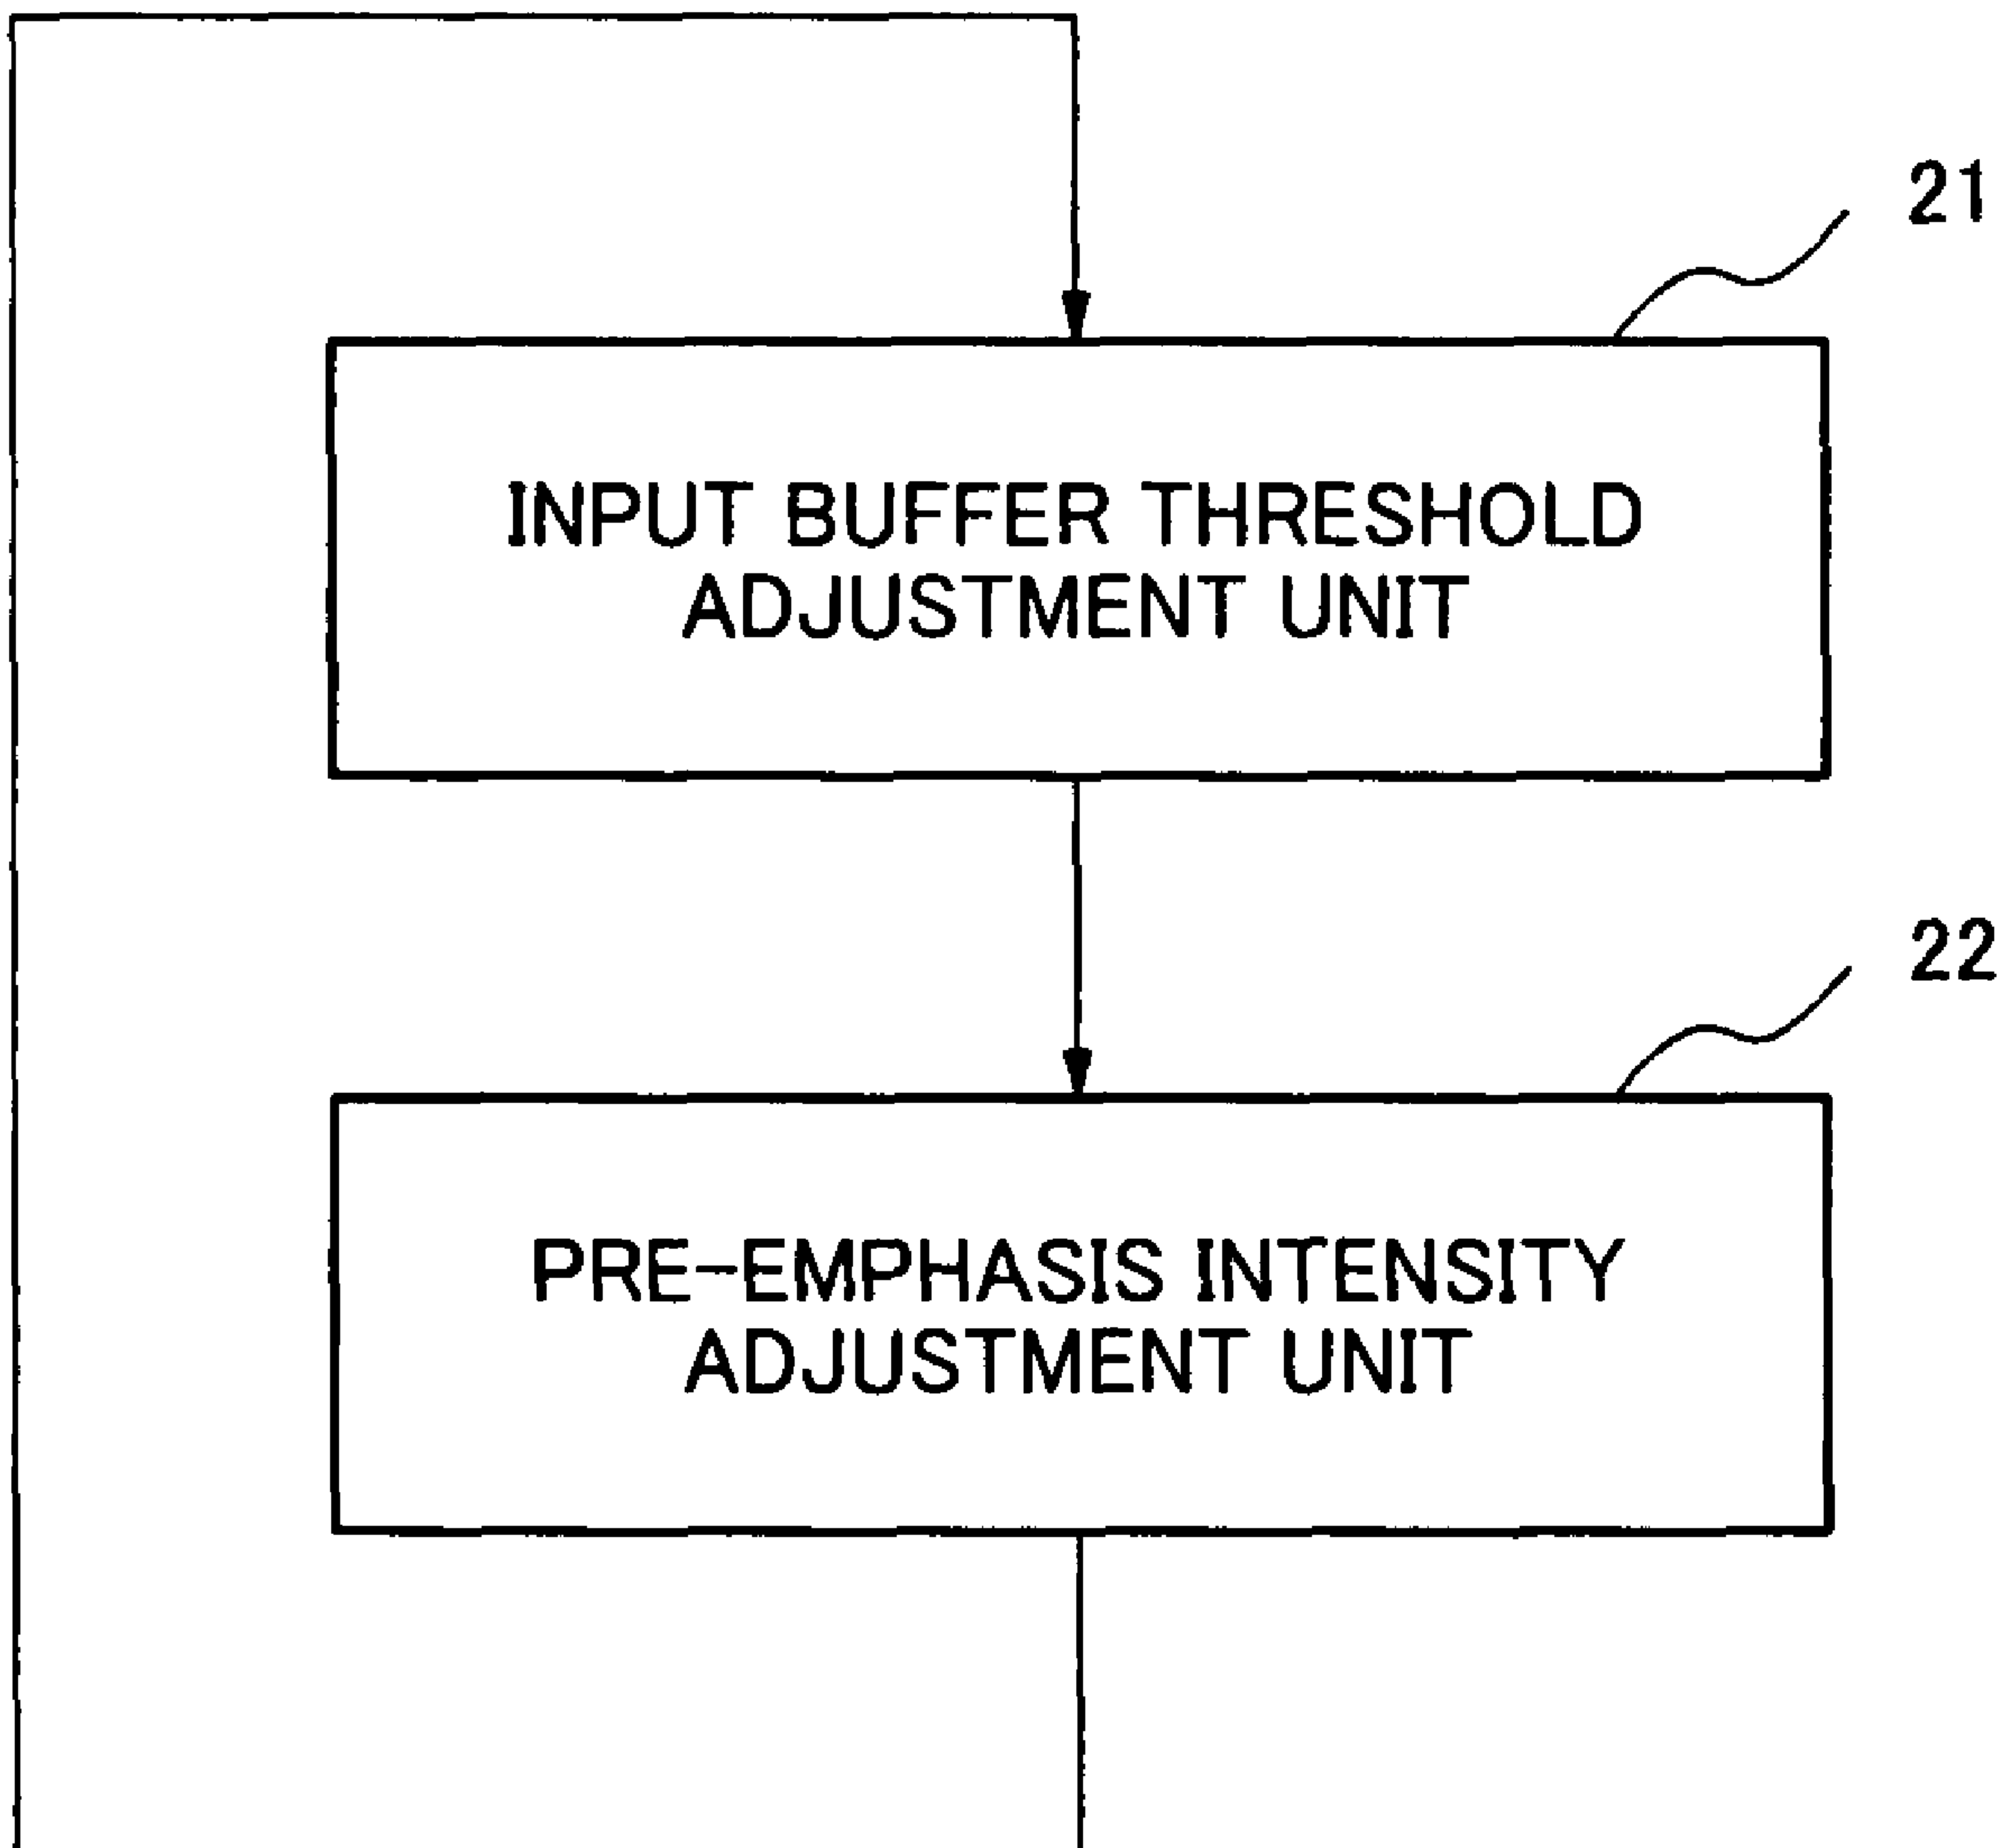 21
INPUT BUFFER THRESHOLD
ADJUSTMENT UNIT
22
PRE-EMPHASIS INTENSITY
ADJUSTMENT UNIT